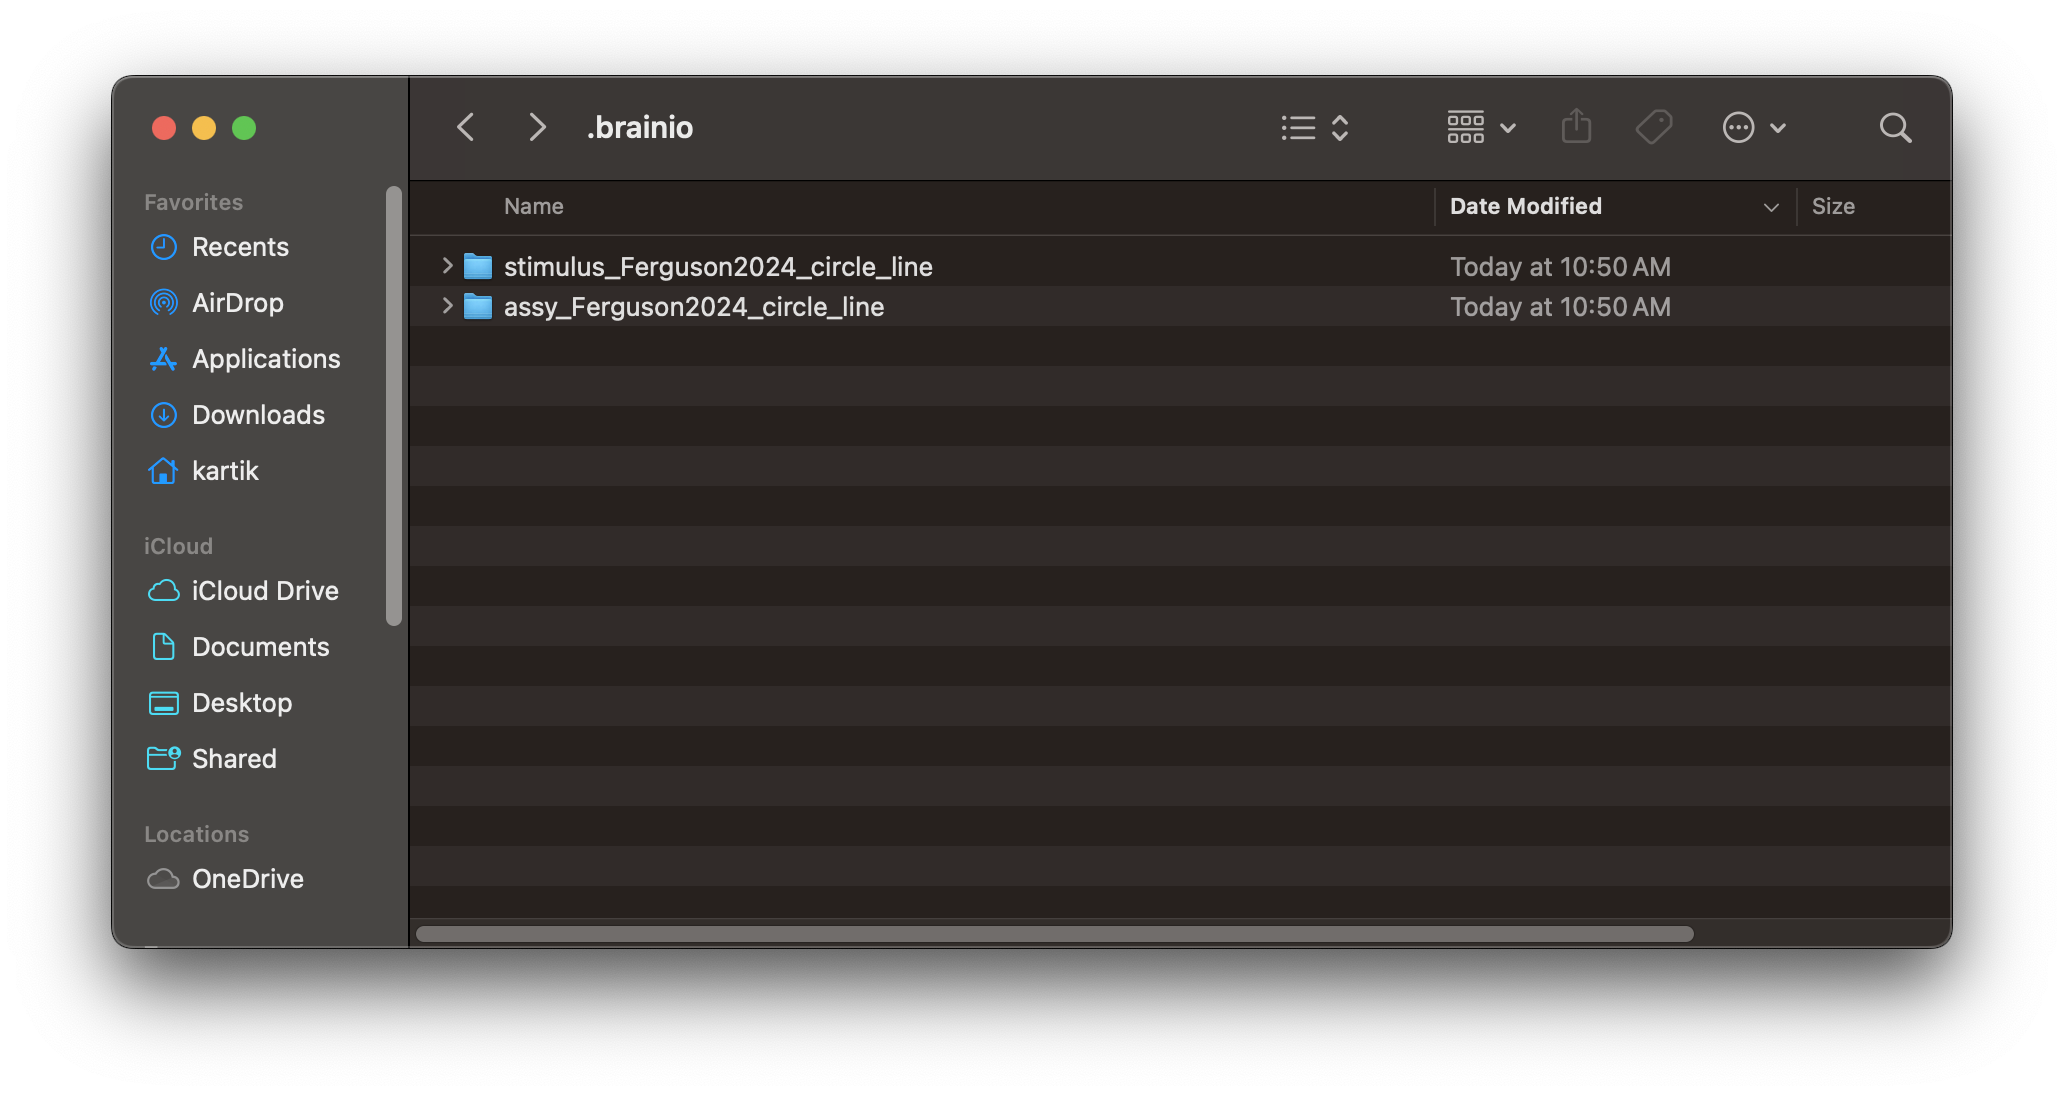 .brainio
Favorites
Recents
AirDrop
Applications
Downloads
kartik
iCloud
iCloud Drive
Documents
Desktop
Shared
Locations
OneDrive
Name Date Modified Size
stimulus_Ferguson2024_circle_line Today at 10:50 AM
assy_Ferguson2024_circle_line Today at 10:50 AM